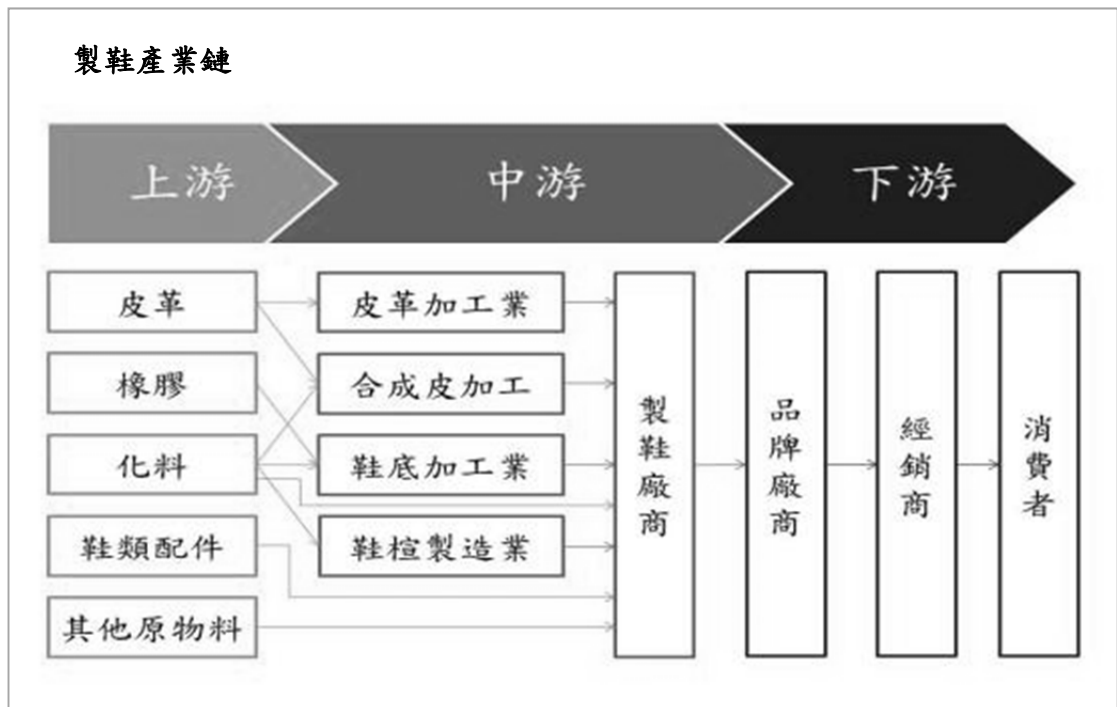 製鞋產業鏈
上游
中游
下游
皮革
橡膠
化料
鞋類配件
其他原物料
皮革加工業
合成皮加工
鞋底加工業
鞋楦製造業
製鞋廠商
品牌廠商
經銷商
消費者